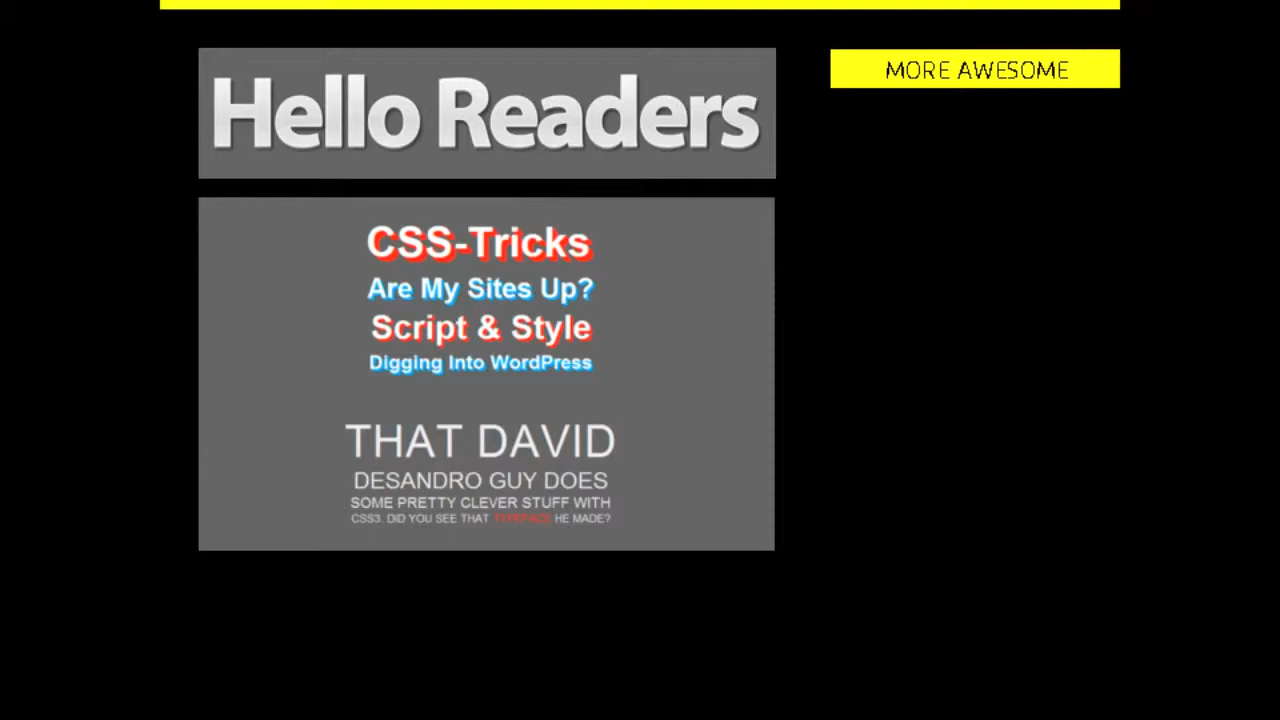 Hello Readers
MORE AWESOME
CSS-Tricks
Are My Sites Up?
Script & Style
Digging Into WordPress
THAT DAVID
DESANDRO GUY DOES
SOME PRETTY CLEVER STUFF WITH
CSS3. DID YOU SEE THAT TYPEFACE HE MADE?